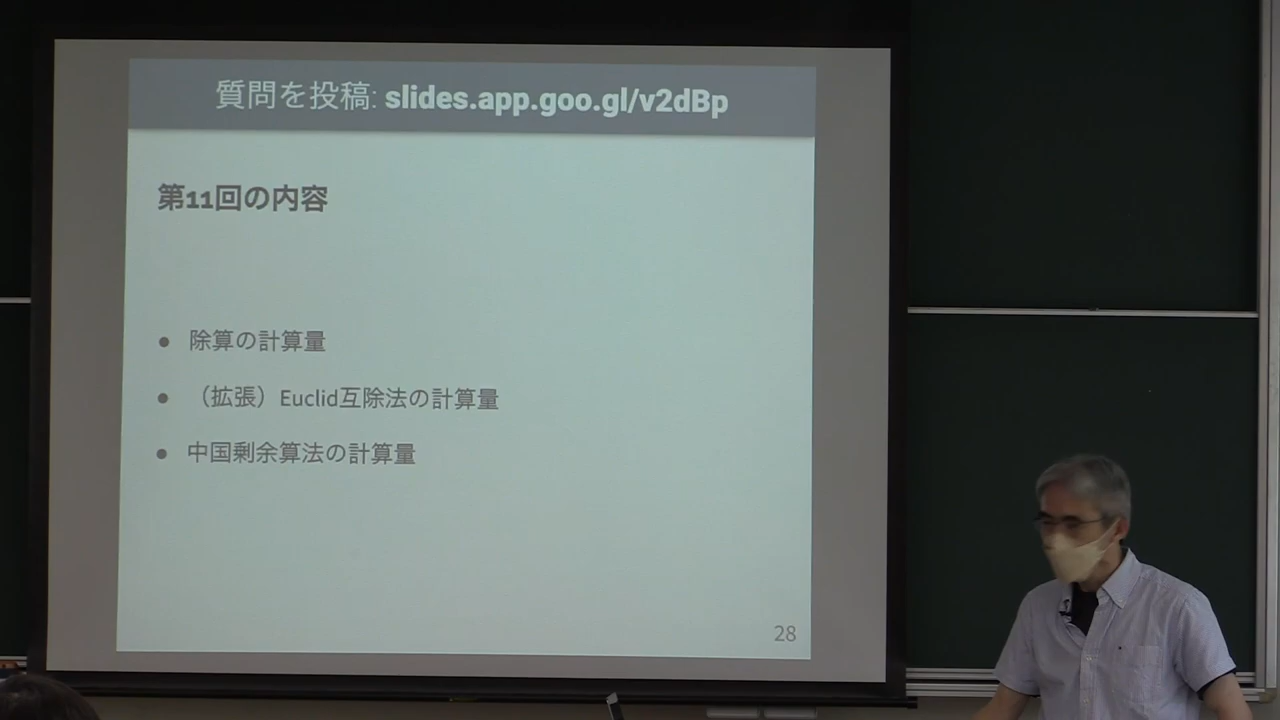 質問を投稿: slides.app.goo.gl/v2dBp
第11回の内容
● 除算の計算量
● （拡張）Euclid互除法の計算量
● 中国剰余算法の計算量
28